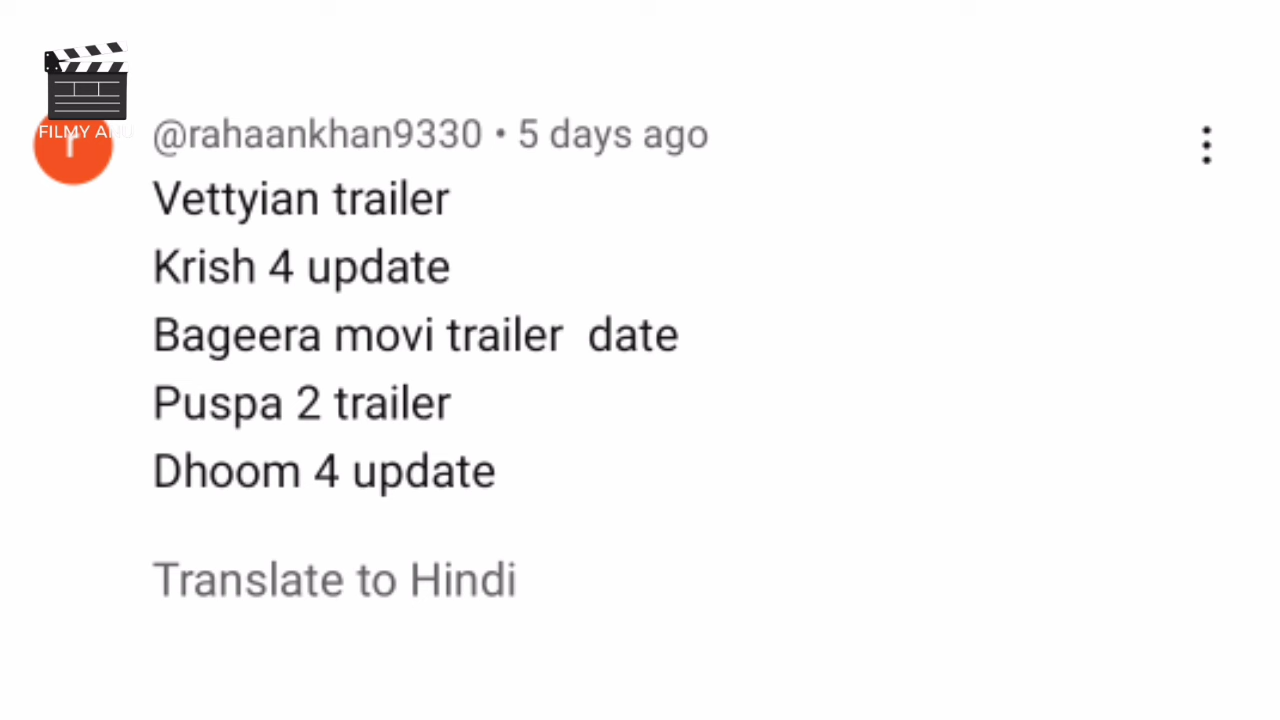 FILMY
r
@rahaankhan9330 • 5 days ago
Vettyian trailer
Krish 4 update
Bageera movi trailer date
Puspa 2 trailer
Dhoom 4 update
Translate to Hindi